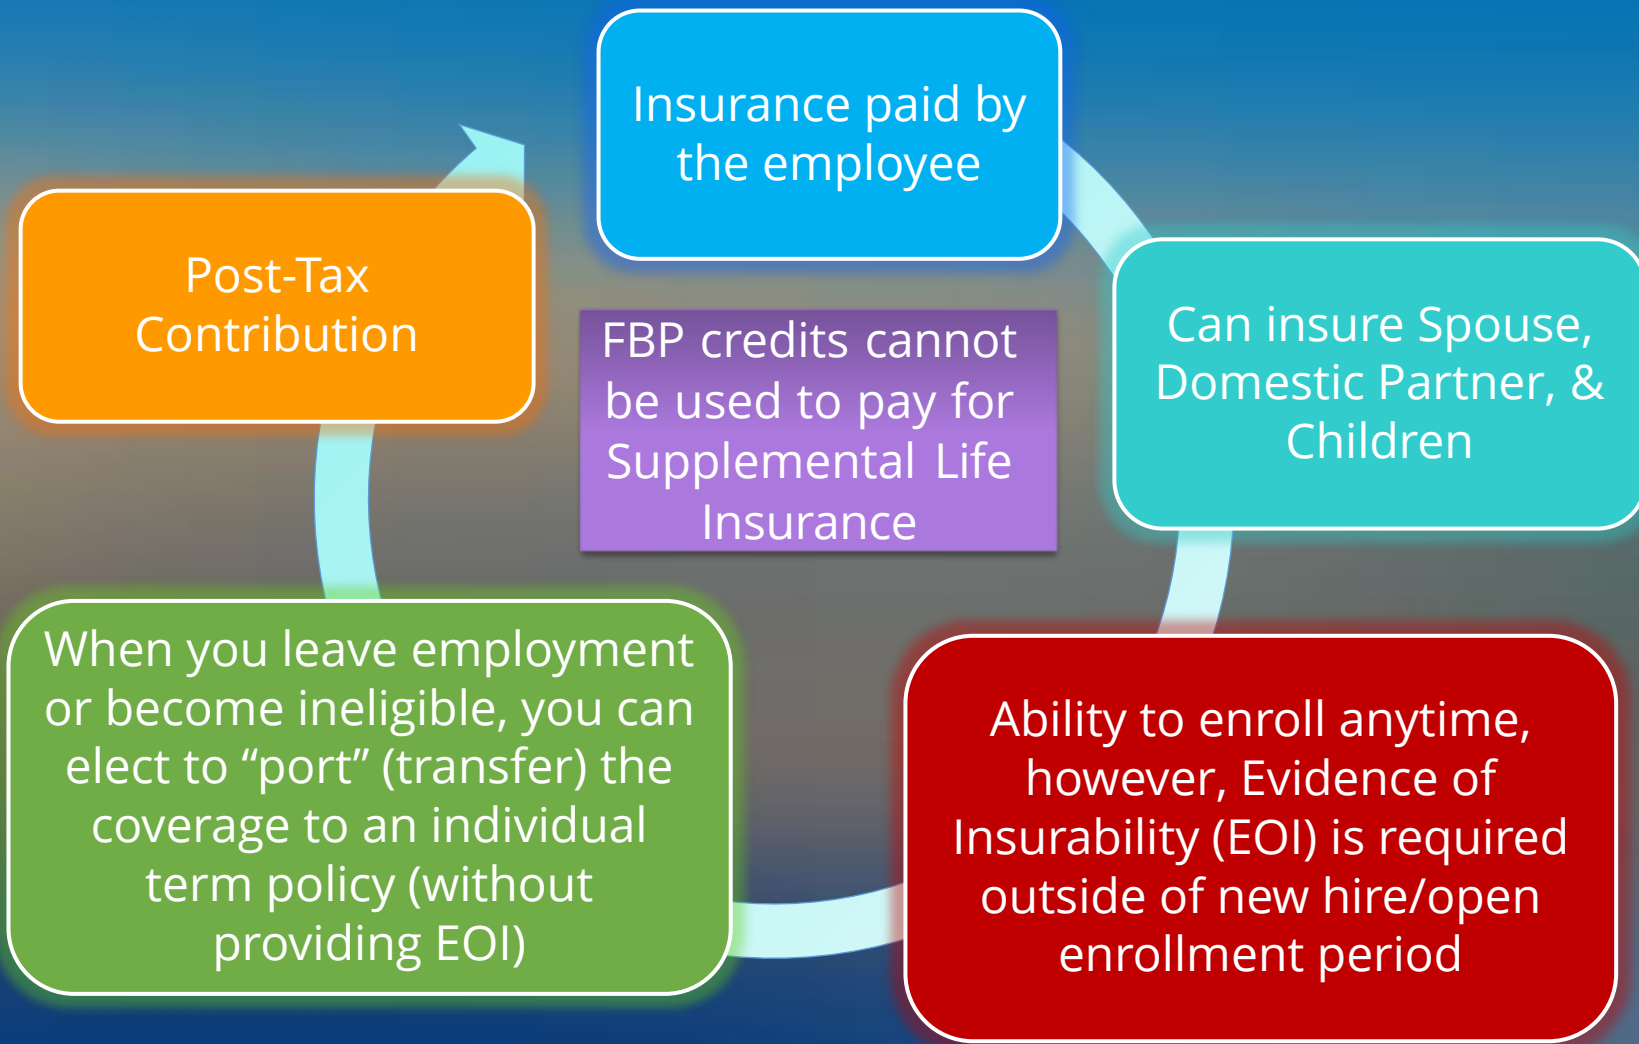 Insurance paid by
the employee
Can insure Spouse,
Domestic Partner, &
Children
Ability to enroll anytime,
however, Evidence of
Insurability (EOI) is required
outside of new hire/open
enrollment period
When you leave employment
or become ineligible, you can
elect to “port” (transfer) the
coverage to an individual
term policy (without
providing EOI)
Post-Tax
Contribution
FBP credits cannot
be used to pay for
Supplemental Life
Insurance